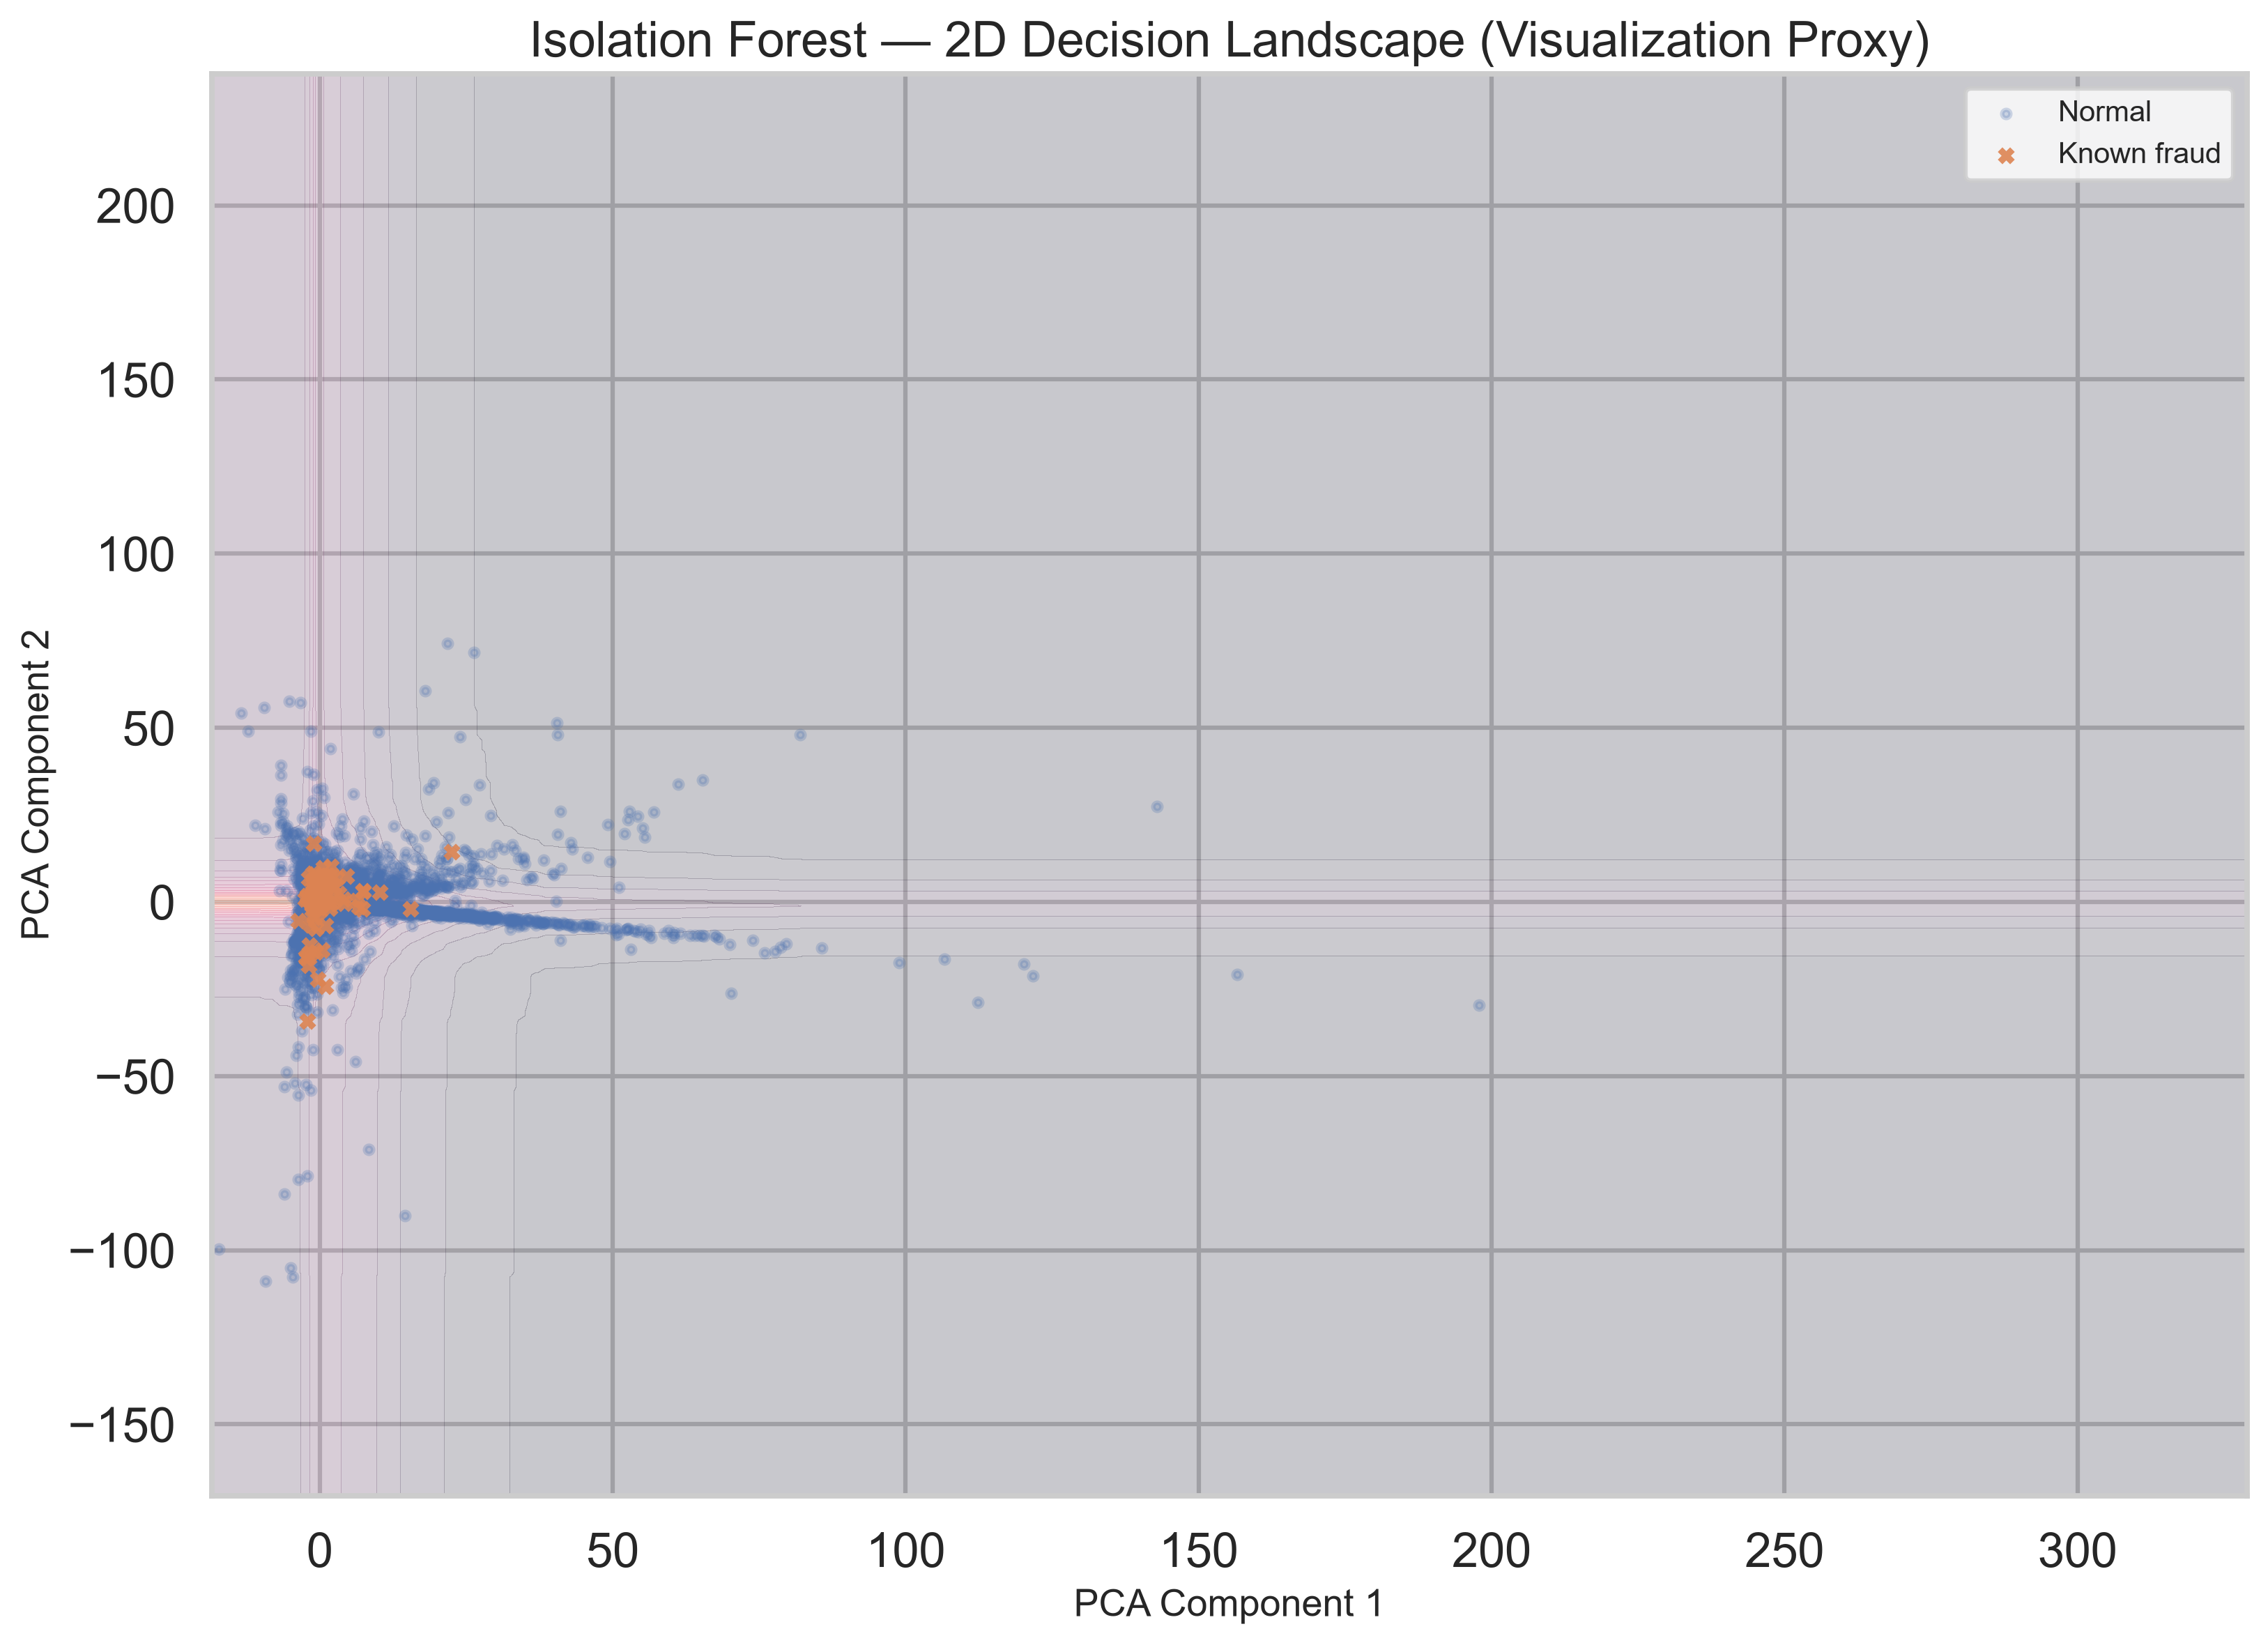 Isolation Forest — 2D Decision Landscape (Visualization Proxy)
Normal
Known fraud
200
150
100
50
0
−50
−100
−150
PCA Component 2
0 50 100 150 200 250 300
PCA Component 1